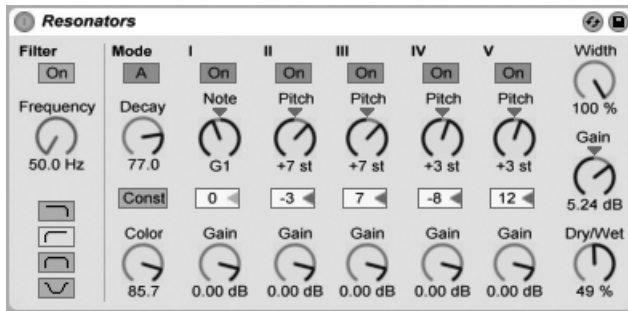 Resonators
Filter Mode I II III IV V Width
On A On On On On On
100 %
Frequency Decay Note Pitch Pitch Pitch Pitch
Gain
50.0 Hz 77.0 G1 +7 st +7 st +3 st +3 st
Const 0 -3 7 -8 12
5.24 dB
Color Gain Gain Gain Gain Gain Dry/Wet
85.7 0.00 dB 0.00 dB 0.00 dB 0.00 dB 0.00 dB 49 %